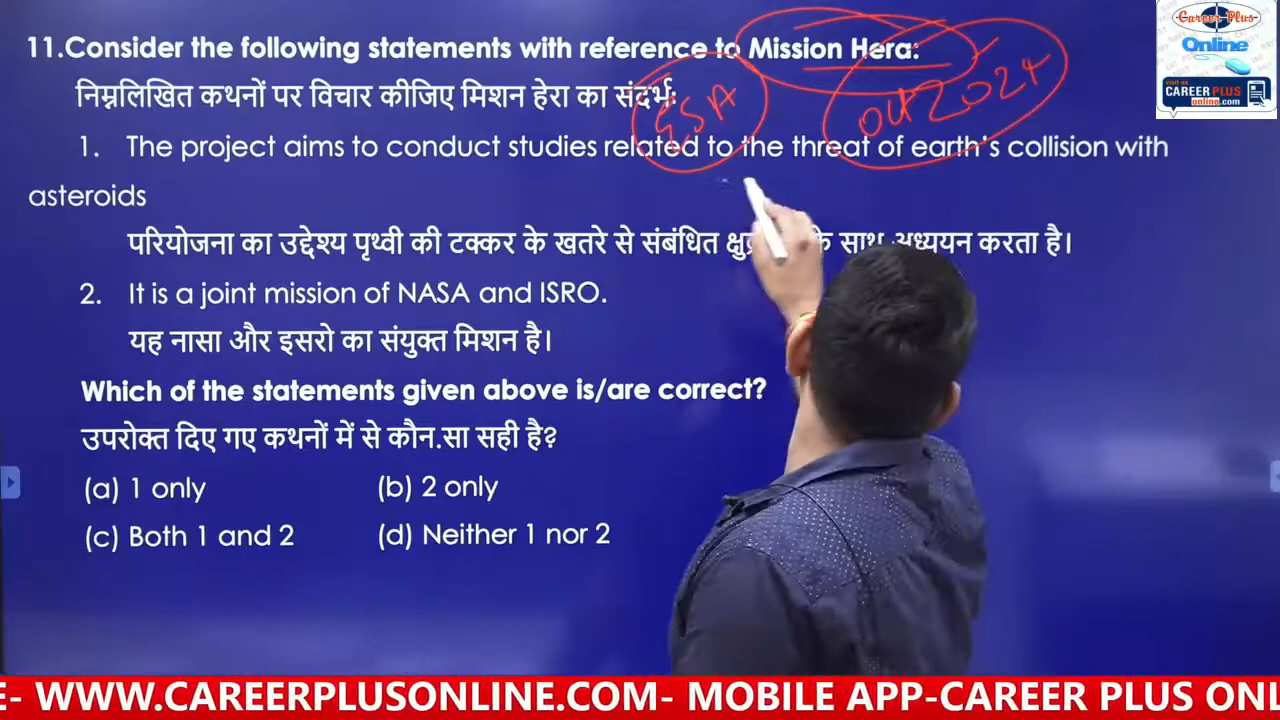 Career Plus
Online
visit us
CAREER PLUS
online.com
11.Consider the following statements with reference to Mission Hera:
निम्नलिखित कथनों पर विचार कीजिए मिशन हेरा का संदर्भः
ESA
1. The project aims to conduct studies related to the threat of earth's collision with
asteroids
परियोजना का उद्देश्य पृथ्वी की टक्कर के खतरे से संबंधित साथ अध्ययन करता है।
2. It is a joint mission of NASA and ISRO.
यह नासा और इसरो का संयुक्त मिशन है।
Which of the statements given above is/are correct?
उपरोक्त दिए गए कथनों में से कौन.सा सही है?
(a) 1 only (b) 2 only
(c) Both 1 and 2 (d) Neither 1 nor 2
E- WWW.CAREERPLUSONLINE.COM- MOBILE APP-CAREER PLUS ONL